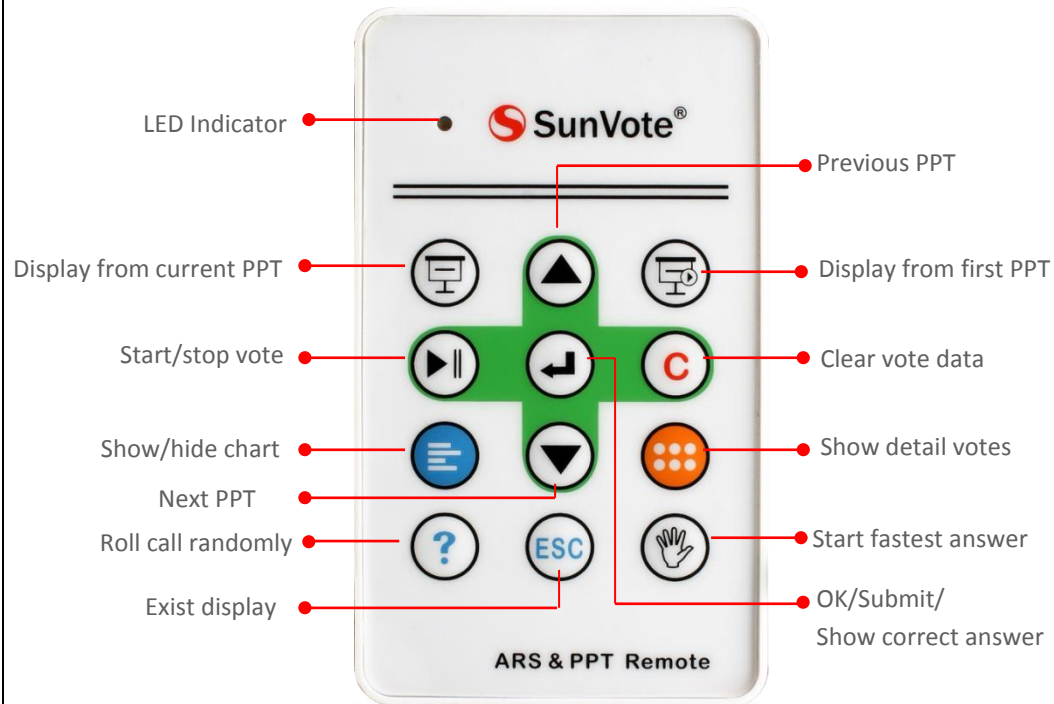 LED Indicator
SunVote®
Previous PPT
Display from current PPT
Display from first PPT
Start/stop vote
C
Clear vote data
Show/hide chart
Show detail votes
Next PPT
Roll call randomly
?
ESC
Start fastest answer
Exist display
OK/Submit/
Show correct answer
ARS & PPT Remote